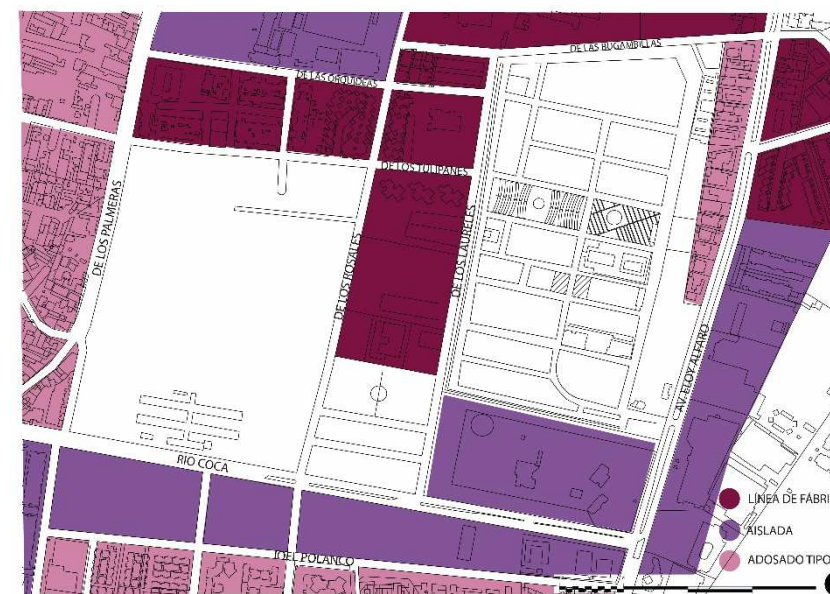 DE LAS BUGAMBILLAS
DE LAS ORQUIDEAS
DE LOS TULIPANES
DE LOS PALMERAS
DE LOS ROSALES
DE LOS LAURELES
AV. ELOY ALFARO
RIO COCA
JOEL POLANCO
LINEA DE FÁBRI
AISLADA
ADOSADO TIPO